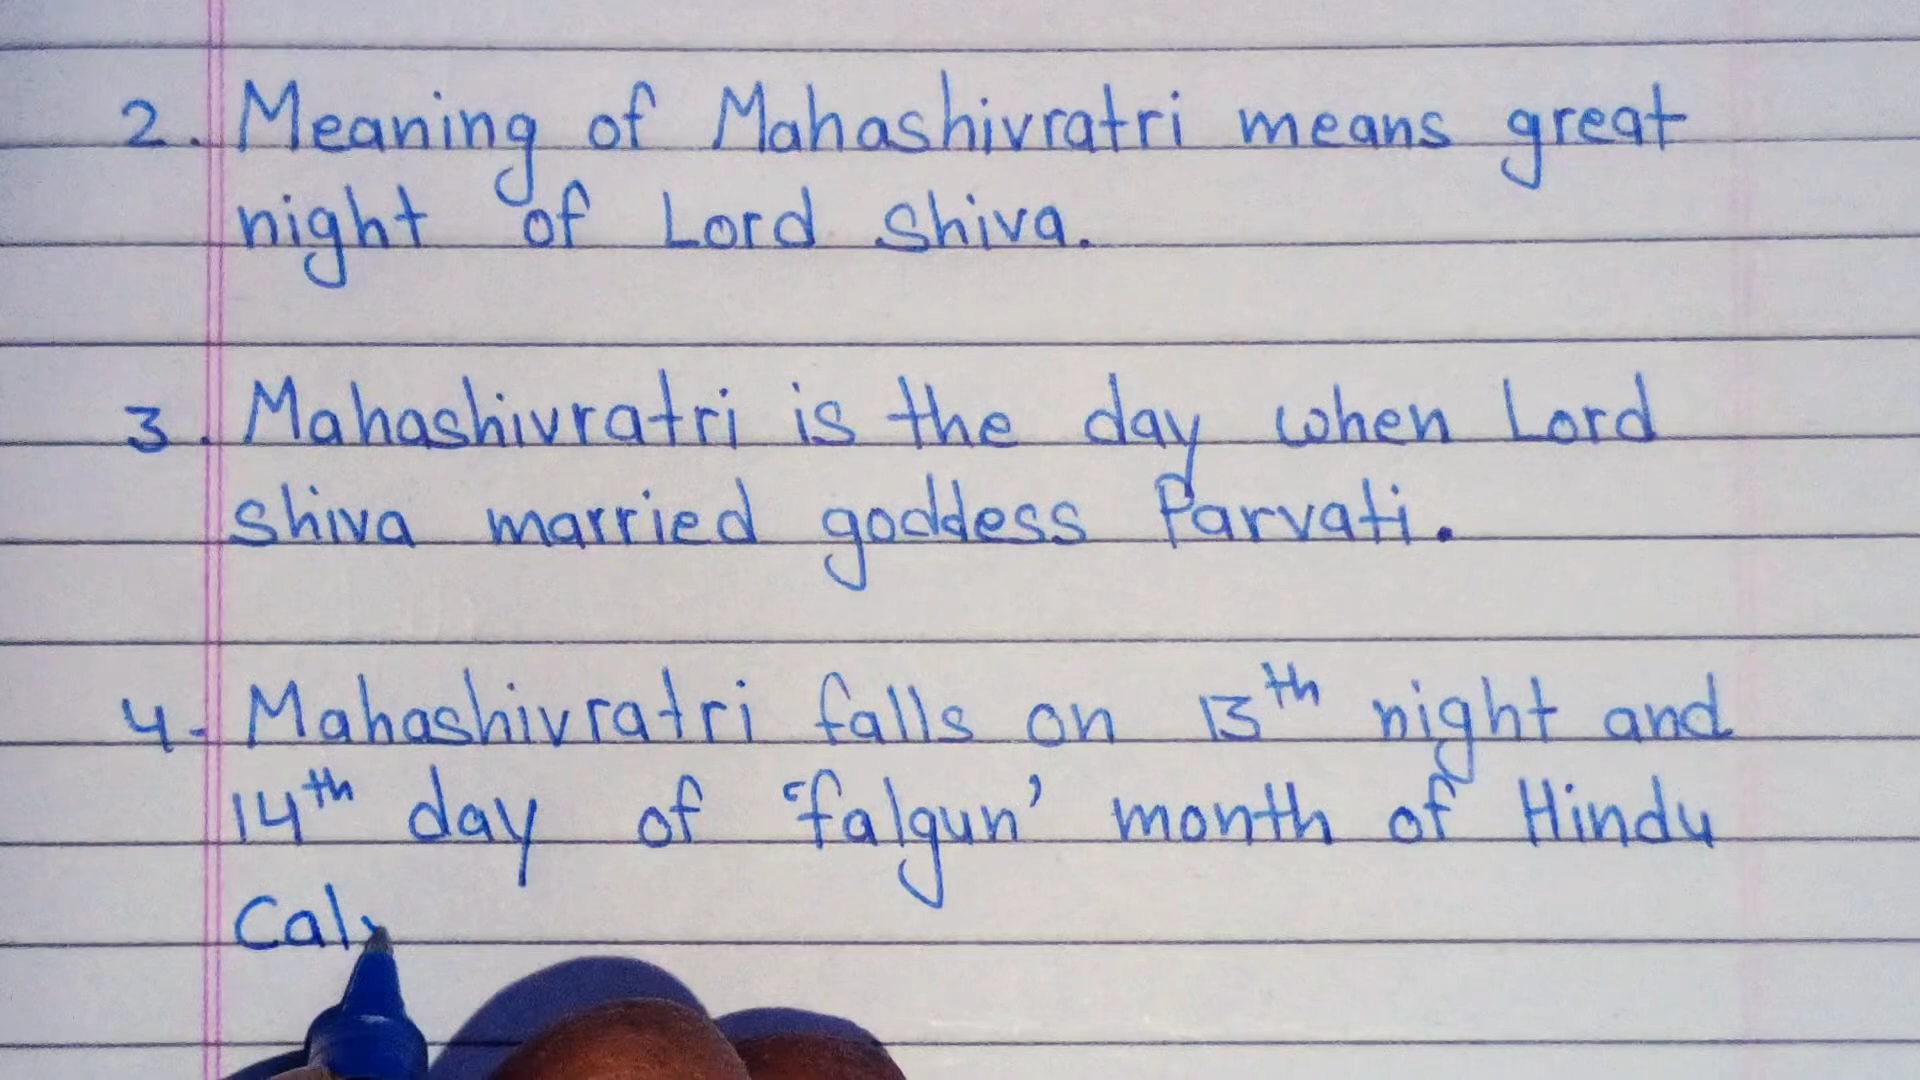 2. Meaning of Mahashivratri means great
night of Lord Shiva.
3. Mahashivratri is the day when Lord
Shiva married goddess Parvati.
4. Mahashivratri falls on 13th night and
14th day of 'falgun' month of Hindu
Cal